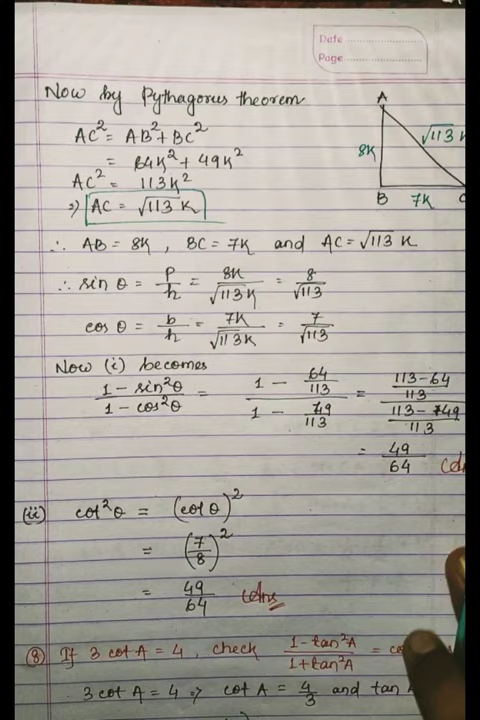 Date
Page
Now by Pythagorus theorem
A
AC² = AB² + BC²
= 64K² + 49K²
8K
√113 K
AC² = 113K²
⇒ AC = √113 K
B 7K C
∴ AB = 8K , BC = 7K and AC = √113 K
∴ sin θ = p/h = 8K/√113K = 8/√113
cos θ = b/h = 7K/√113K = 7/√113
Now (i) becomes
1 - sin²θ / 1 - cos²θ = 1 - 64/113 / 1 - 49/113 = 113-64/113 / 113-49/113
= 49/64
(ii) cot²θ = (cot θ)²
= (7/8)²
= 49/64 Ans
⑧ If 3 cot A = 4, check 1-tan²A / 1+tan²A =
3 cot A = 4 ⇒ cot A = 4/3 and tan